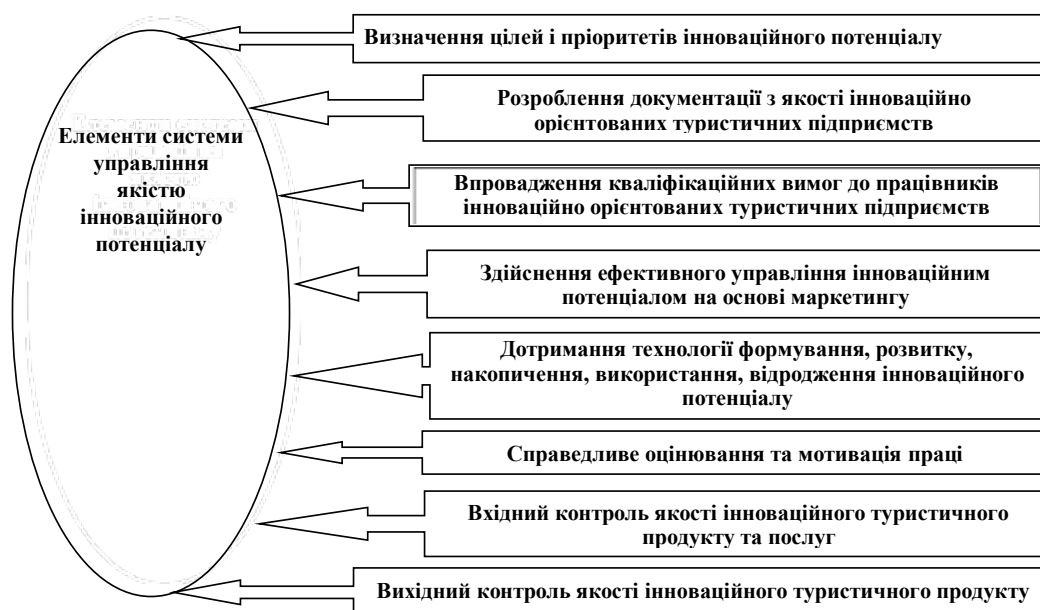 Визначення цілей і пріоритетів інноваційного потенціалу
Розроблення документації з якості інноваційно
орієнтованих туристичних підприємств
Елементи системи
управління
якістю
інноваційного
потенціалу
Впровадження кваліфікаційних вимог до працівників
інноваційно орієнтованих туристичних підприємств
Здійснення ефективного управління інноваційним
потенціалом на основі маркетингу
Дотримання технології формування, розвитку,
накопичення, використання, відродження інноваційного
потенціалу
Справедливе оцінювання та мотивація праці
Вхідний контроль якості інноваційного туристичного
продукту та послуг
Вихідний контроль якості інноваційного туристичного продукту